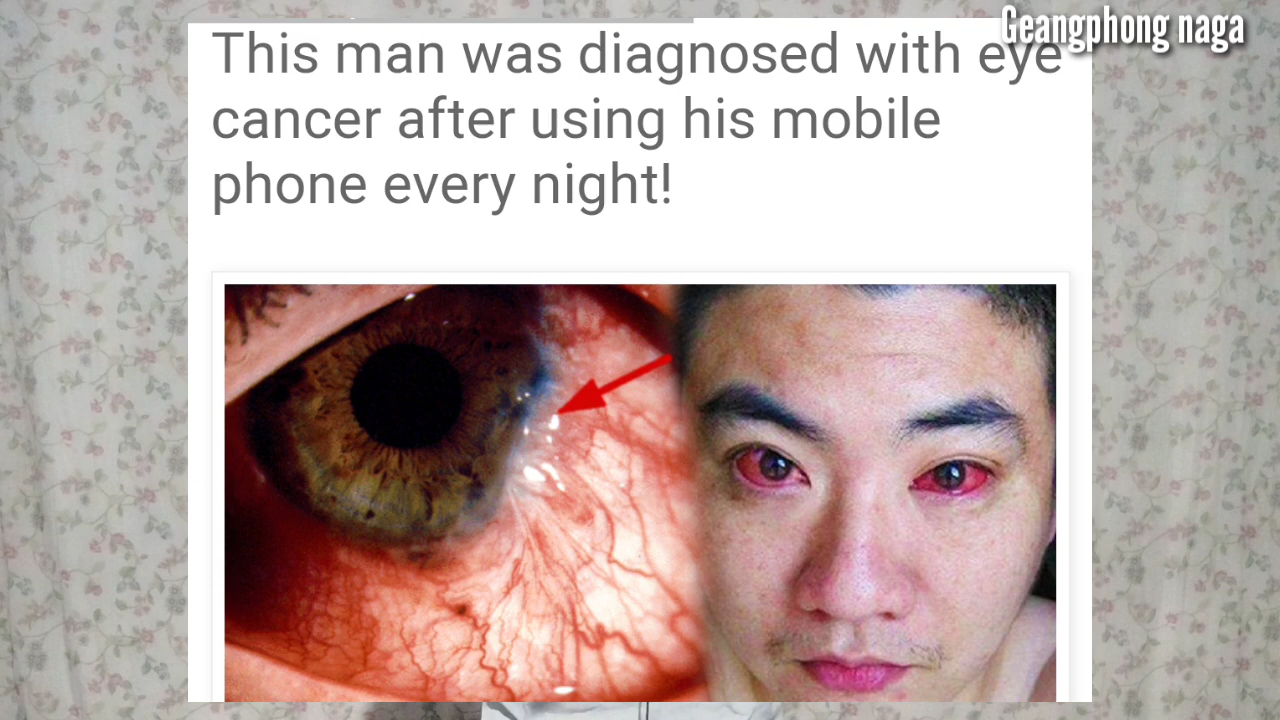 Geangphong naga
This man was diagnosed with eye
cancer after using his mobile
phone every night!